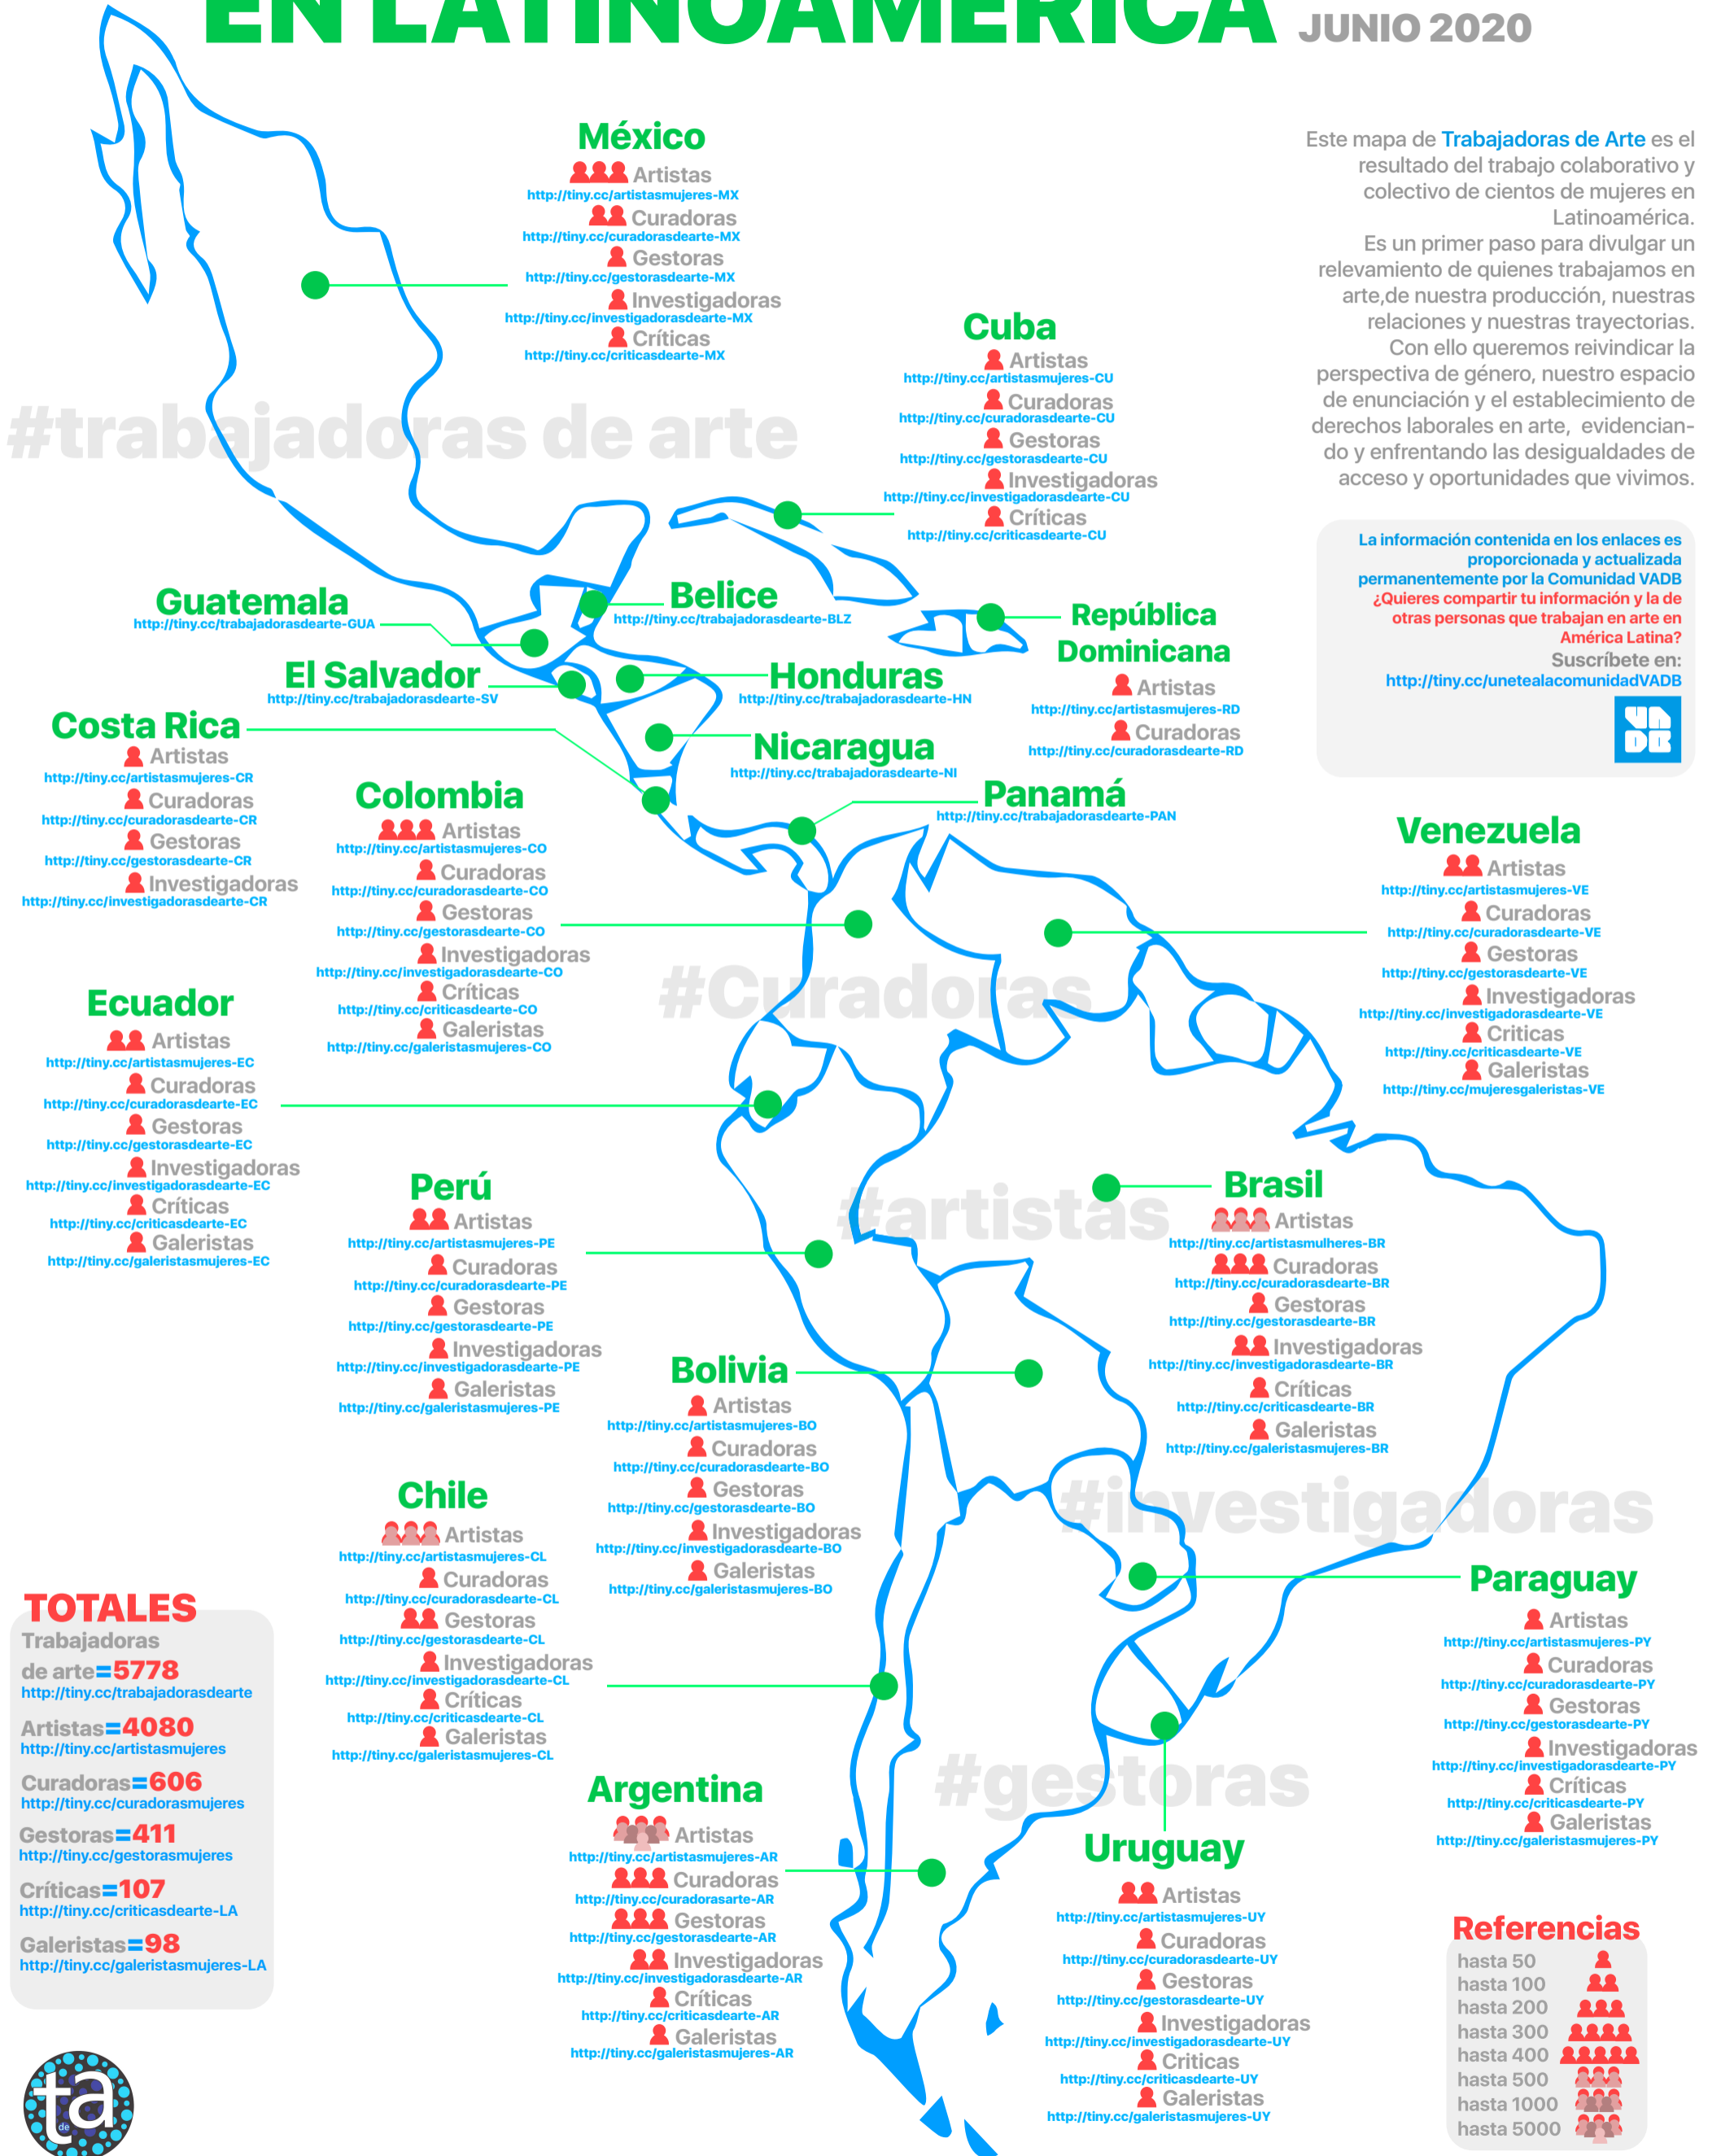 EN LATINOAMÉRICA JUNIO 2020
Este mapa de Trabajadoras de Arte es el
resultado del trabajo colaborativo y
colectivo de cientos de mujeres en
Latinoamérica.
Es un primer paso para divulgar un
relevamiento de quienes trabajamos en
arte,de nuestra producción, nuestras
relaciones y nuestras trayectorias.
Con ello queremos reivindicar la
perspectiva de género, nuestro espacio
de enunciación y el establecimiento de
derechos laborales en arte, evidencian-
do y enfrentando las desigualdades de
acceso y oportunidades que vivimos.
La información contenida en los enlaces es
proporcionada y actualizada
permanentemente por la Comunidad VADB
¿Quieres compartir tu información y la de
otras personas que trabajan en arte en
América Latina?
Suscríbete en:
http://tiny.cc/unetealacomunidadVADB
VADB
México
Artistas
http://tiny.cc/artistasmujeres-MX
Curadoras
http://tiny.cc/curadorasdearte-MX
Gestoras
http://tiny.cc/gestorasdearte-MX
Investigadoras
http://tiny.cc/investigadorasdearte-MX
Críticas
http://tiny.cc/criticasdearte-MX
Cuba
Artistas
http://tiny.cc/artistasmujeres-CU
Curadoras
http://tiny.cc/curadorasdearte-CU
Gestoras
http://tiny.cc/gestorasdearte-CU
Investigadoras
http://tiny.cc/investigadorasdearte-CU
Críticas
http://tiny.cc/criticasdearte-CU
#trabajadoras de arte
Guatemala
http://tiny.cc/trabajadorasdearte-GUA
Belice
http://tiny.cc/trabajadorasdearte-BLZ
República
Dominicana
Artistas
http://tiny.cc/artistasmujeres-RD
Curadoras
http://tiny.cc/curadorasdearte-RD
El Salvador
http://tiny.cc/trabajadorasdearte-SV
Honduras
http://tiny.cc/trabajadorasdearte-HN
Nicaragua
http://tiny.cc/trabajadorasdearte-NI
Panamá
http://tiny.cc/trabajadorasdearte-PAN
Costa Rica
Artistas
http://tiny.cc/artistasmujeres-CR
Curadoras
http://tiny.cc/curadorasdearte-CR
Gestoras
http://tiny.cc/gestorasdearte-CR
Investigadoras
http://tiny.cc/investigadorasdearte-CR
Colombia
Artistas
http://tiny.cc/artistasmujeres-CO
Curadoras
http://tiny.cc/curadorasdearte-CO
Gestoras
http://tiny.cc/gestorasdearte-CO
Investigadoras
http://tiny.cc/investigadorasdearte-CO
Críticas
http://tiny.cc/criticasdearte-CO
Galeristas
http://tiny.cc/galeristasmujeres-CO
Venezuela
Artistas
http://tiny.cc/artistasmujeres-VE
Curadoras
http://tiny.cc/curadorasdearte-VE
Gestoras
http://tiny.cc/gestorasdearte-VE
Investigadoras
http://tiny.cc/investigadorasdearte-VE
Criticas
http://tiny.cc/criticasdearte-VE
Galeristas
http://tiny.cc/mujeresgaleristas-VE
#Curadoras
Ecuador
Artistas
http://tiny.cc/artistasmujeres-EC
Curadoras
http://tiny.cc/curadorasdearte-EC
Gestoras
http://tiny.cc/gestorasdearte-EC
Investigadoras
http://tiny.cc/investigadorasdearte-EC
Críticas
http://tiny.cc/criticasdearte-EC
Galeristas
http://tiny.cc/galeristasmujeres-EC
Perú
Artistas
http://tiny.cc/artistasmujeres-PE
Curadoras
http://tiny.cc/curadorasdearte-PE
Gestoras
http://tiny.cc/gestorasdearte-PE
Investigadoras
http://tiny.cc/investigadorasdearte-PE
Galeristas
http://tiny.cc/galeristasmujeres-PE
#artistas
Brasil
Artistas
http://tiny.cc/artistasmulheres-BR
Curadoras
http://tiny.cc/curadorasdearte-BR
Gestoras
http://tiny.cc/gestorasdearte-BR
Investigadoras
http://tiny.cc/investigadorasdearte-BR
Críticas
http://tiny.cc/criticasdearte-BR
Galeristas
http://tiny.cc/galeristasmujeres-BR
Bolivia
Artistas
http://tiny.cc/artistasmujeres-BO
Curadoras
http://tiny.cc/curadorasdearte-BO
Gestoras
http://tiny.cc/gestorasdearte-BO
Investigadoras
http://tiny.cc/investigadorasdearte-BO
Galeristas
http://tiny.cc/galeristasmujeres-BO
#investigadoras
Chile
Artistas
http://tiny.cc/artistasmujeres-CL
Curadoras
http://tiny.cc/curadorasdearte-CL
Gestoras
http://tiny.cc/gestorasdearte-CL
Investigadoras
http://tiny.cc/investigadorasdearte-CL
Críticas
http://tiny.cc/criticasdearte-CL
Galeristas
http://tiny.cc/galeristasmujeres-CL
Paraguay
Artistas
http://tiny.cc/artistasmujeres-PY
Curadoras
http://tiny.cc/curadorasdearte-PY
Gestoras
http://tiny.cc/gestorasdearte-PY
Investigadoras
http://tiny.cc/investigadorasdearte-PY
Críticas
http://tiny.cc/criticasdearte-PY
Galeristas
http://tiny.cc/galeristasmujeres-PY
TOTALES
Trabajadoras
de arte=5778
http://tiny.cc/trabajadorasdearte
Artistas=4080
http://tiny.cc/artistasmujeres
Curadoras=606
http://tiny.cc/curadorasmujeres
Gestoras=411
http://tiny.cc/gestorasmujeres
Críticas=107
http://tiny.cc/criticasdearte-LA
Galeristas=98
http://tiny.cc/galeristasmujeres-LA
#gestoras
Argentina
Artistas
http://tiny.cc/artistasmujeres-AR
Curadoras
http://tiny.cc/curadorasarte-AR
Gestoras
http://tiny.cc/gestorasdearte-AR
Investigadoras
http://tiny.cc/investigadorasdearte-AR
Críticas
http://tiny.cc/criticasdearte-AR
Galeristas
http://tiny.cc/galeristasmujeres-AR
Uruguay
Artistas
http://tiny.cc/artistasmujeres-UY
Curadoras
http://tiny.cc/curadorasdearte-UY
Gestoras
http://tiny.cc/gestorasdearte-UY
Investigadoras
http://tiny.cc/investigadorasdearte-UY
Criticas
http://tiny.cc/criticasdearte-UY
Galeristas
http://tiny.cc/galeristasmujeres-UY
Referencias
hasta 50
hasta 100
hasta 200
hasta 300
hasta 400
hasta 500
hasta 1000
hasta 5000
ta
de